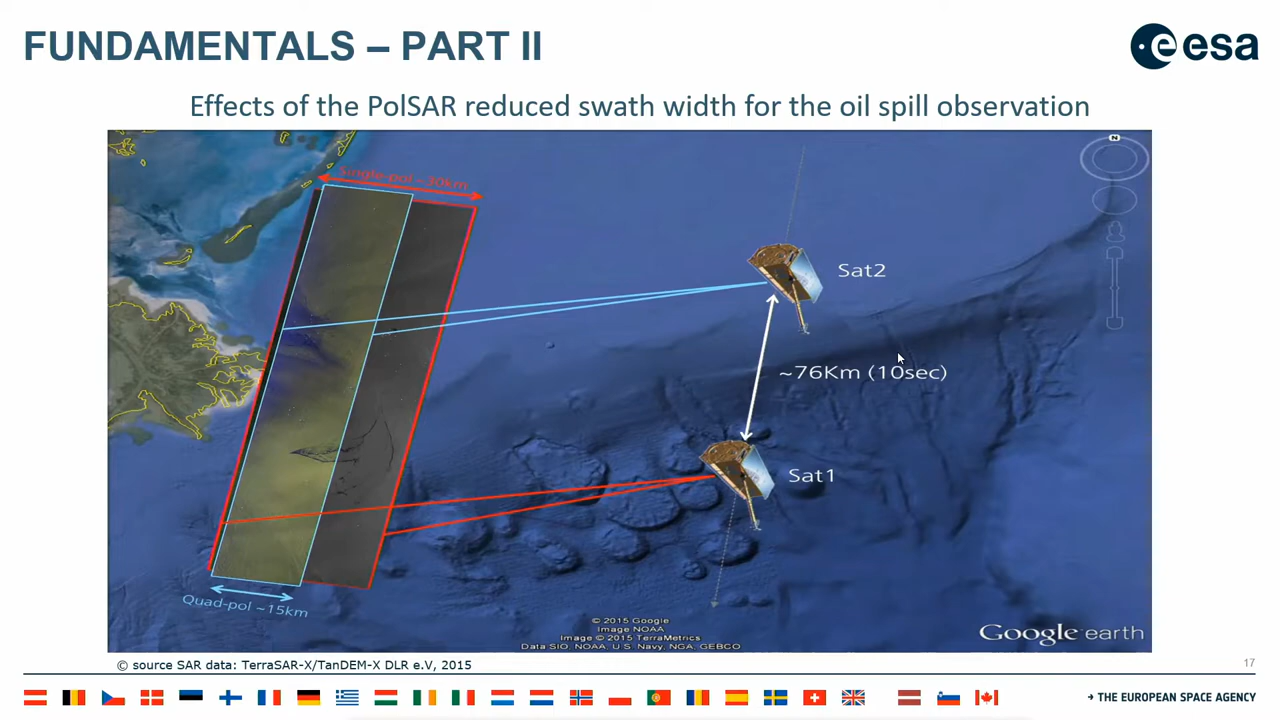 FUNDAMENTALS – PART II
esa
Effects of the PolSAR reduced swath width for the oil spill observation
N
Single-pol ~30km
Sat2
~76Km (10sec)
Sat1
Quad-pol ~15km
© 2015 Google
Image NOAA
Image © 2015 TerraMetrics
Data SIO, NOAA, U.S. Navy, NGA, GEBCO
Google earth
© source SAR data: TerraSAR-X/TanDEM-X DLR e.V, 2015
17
→ THE EUROPEAN SPACE AGENCY